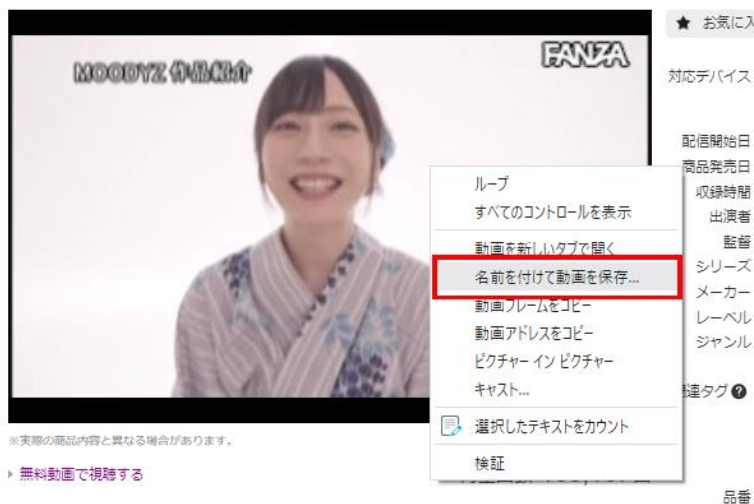 ★ お気に入
MOODYZ 作品紹介
FANZA
対応デバイス
配信開始日
商品発売日
収録時間
出演者
監督
シリーズ
メーカー
レーベル
ジャンル
関連タグ
品番
ループ
すべてのコントロールを表示
動画を新しいタブで開く
名前を付けて動画を保存...
動画フレームをコピー
動画アドレスをコピー
ピクチャー イン ピクチャー
キャスト...
選択したテキストをカウント
検証
※実際の商品内容と異なる場合があります。
無料動画で視聴する